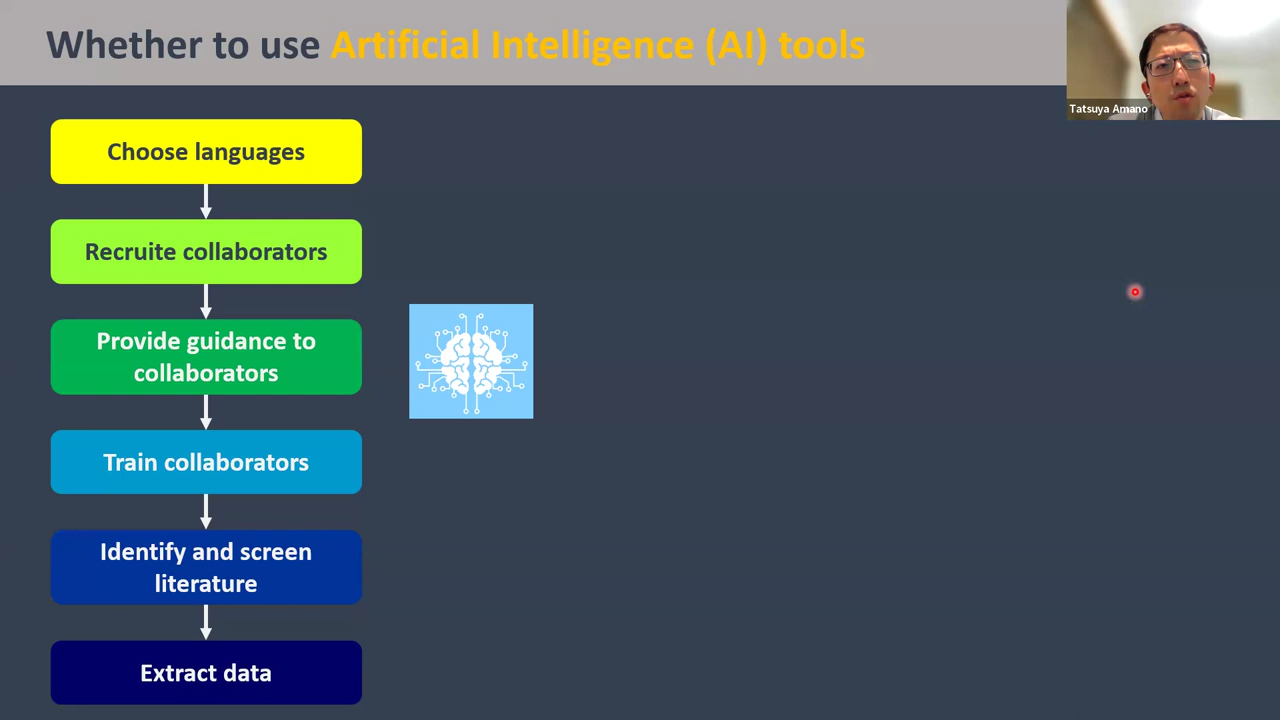 Whether to use Artificial Intelligence (AI) tools
Tatsuya Amano
Choose languages
Recruite collaborators
Provide guidance to
collaborators
Train collaborators
Identify and screen
literature
Extract data